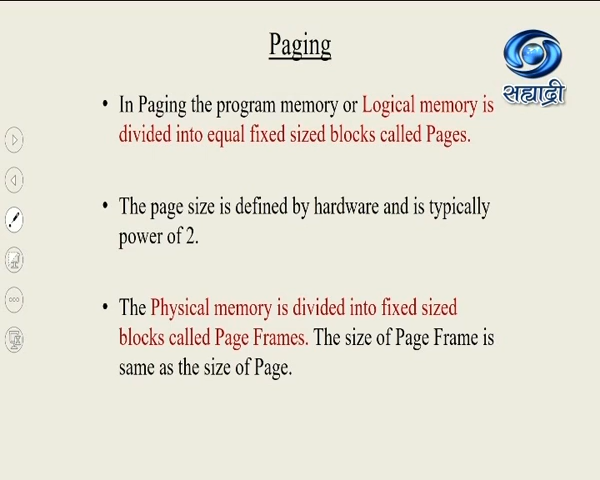 Paging
सह्याद्री
• In Paging the program memory or Logical memory is
divided into equal fixed sized blocks called Pages.
• The page size is defined by hardware and is typically
power of 2.
• The Physical memory is divided into fixed sized
blocks called Page Frames. The size of Page Frame is
same as the size of Page.